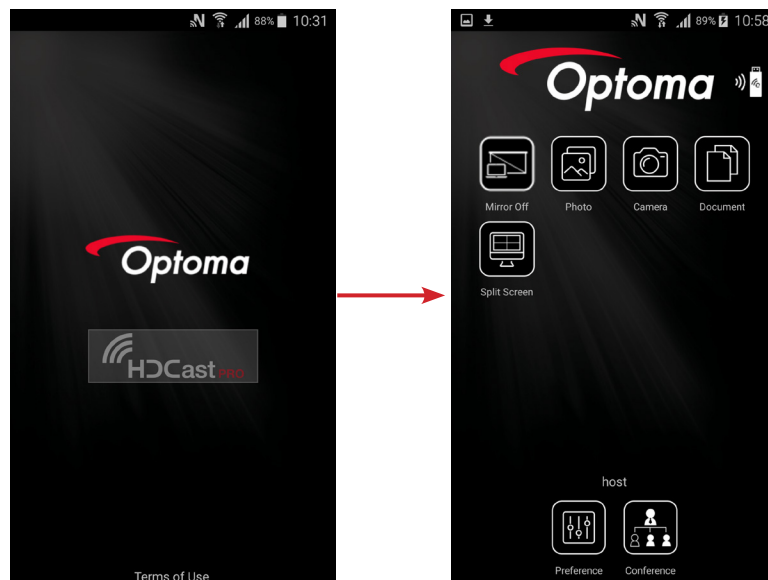 88% 10:31
Optoma
HDCast PRO
Terms of Use
89% 10:58
Optoma
Mirror Off Photo Camera Document
Split Screen
host
Preference Conference